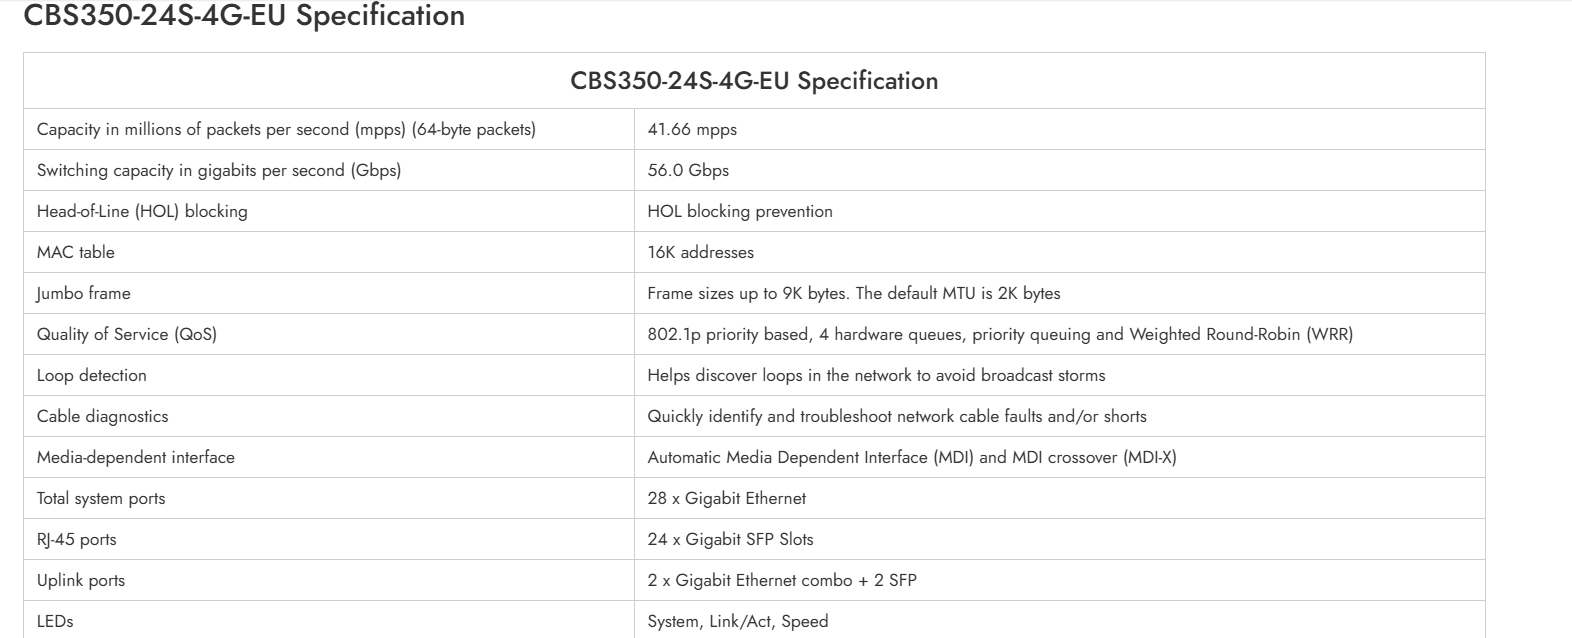 CBS350-24S-4G-EU Specification
CBS350-24S-4G-EU Specification
Capacity in millions of packets per second (mpps) (64-byte packets) 41.66 mpps
Switching capacity in gigabits per second (Gbps) 56.0 Gbps
Head-of-Line (HOL) blocking HOL blocking prevention
MAC table 16K addresses
Jumbo frame Frame sizes up to 9K bytes. The default MTU is 2K bytes
Quality of Service (QoS) 802.1p priority based, 4 hardware queues, priority queuing and Weighted Round-Robin (WRR)
Loop detection Helps discover loops in the network to avoid broadcast storms
Cable diagnostics Quickly identify and troubleshoot network cable faults and/or shorts
Media-dependent interface Automatic Media Dependent Interface (MDI) and MDI crossover (MDI-X)
Total system ports 28 x Gigabit Ethernet
RJ-45 ports 24 x Gigabit SFP Slots
Uplink ports 2 x Gigabit Ethernet combo + 2 SFP
LEDs System, Link/Act, Speed